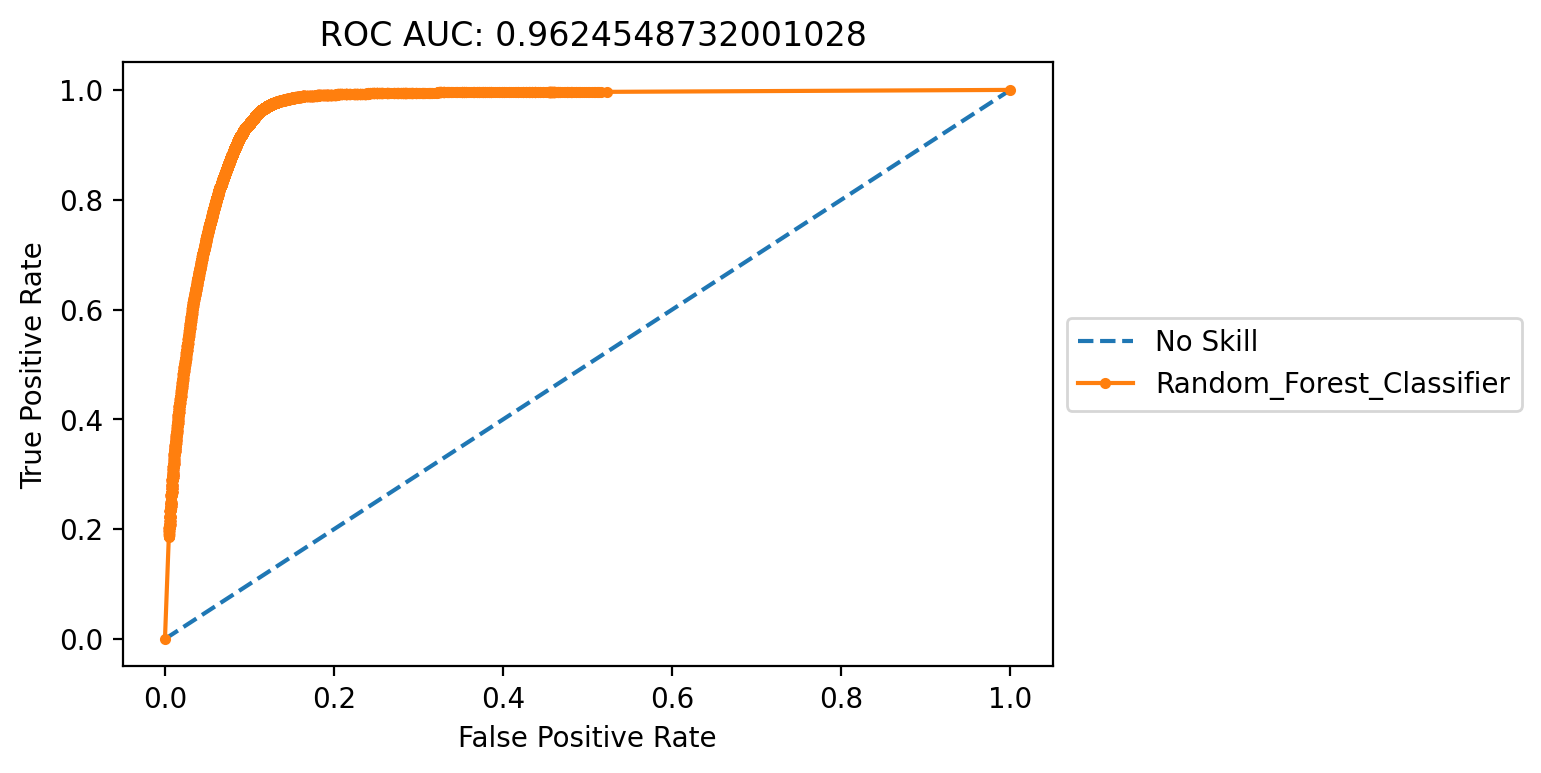 ROC AUC: 0.9624548732001028
1.0
0.8
0.6
0.4
0.2
0.0
True Positive Rate
0.0 0.2 0.4 0.6 0.8 1.0
False Positive Rate
No Skill
Random_Forest_Classifier